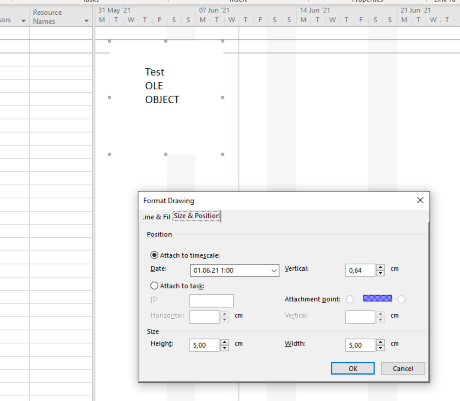 Tasks Insert Properties Link To
sors Resource Names
31 May '21 07 Jun '21 14 Jun '21 21 Jun '21
M T W T F S S M T W T F S S M T W T F S S M T W T
Test
OLE
OBJECT
Format Drawing
Line & Fill Size & Position
Position
Attach to timescale:
Date: 01.06.21 1:00 Vertical: 0,64 cm
Attach to task:
ID: Attachment point:
Horizontal: cm Vertical: cm
Size
Height: 5,00 cm Width: 5,00 cm
OK Cancel